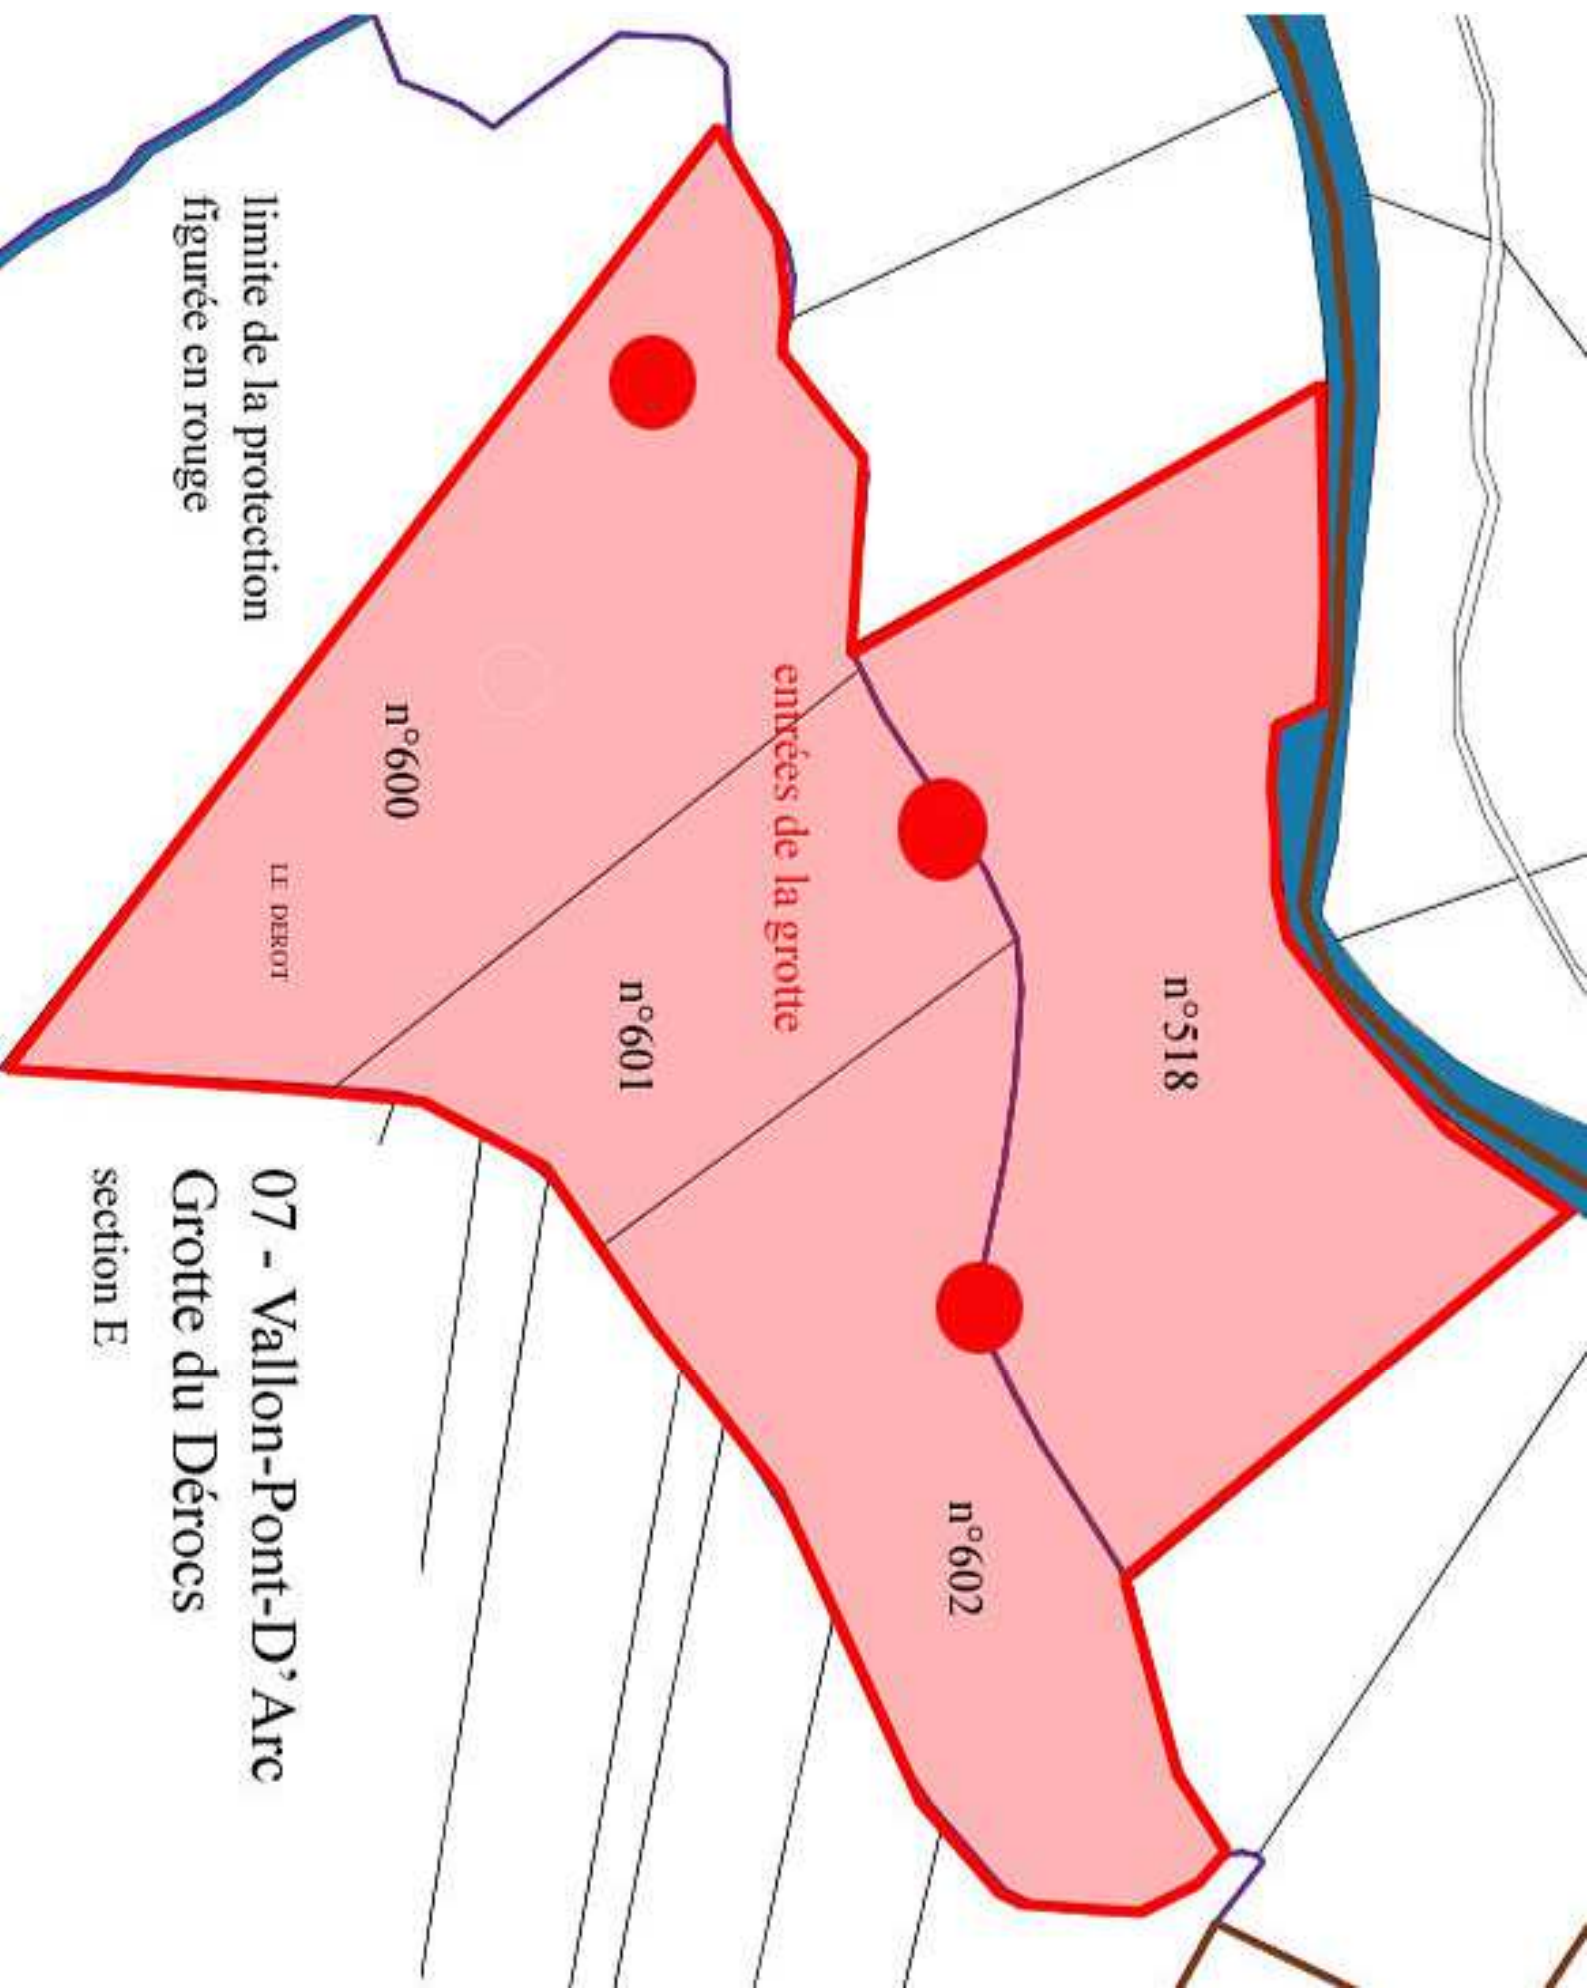 n°518
n°602
entrées de la grotte
n°601
n°600
LE DEROT
limite de la protection
figurée en rouge
07 - Vallon-Pont-D’ Arc
Grotte du Dérocs
section E